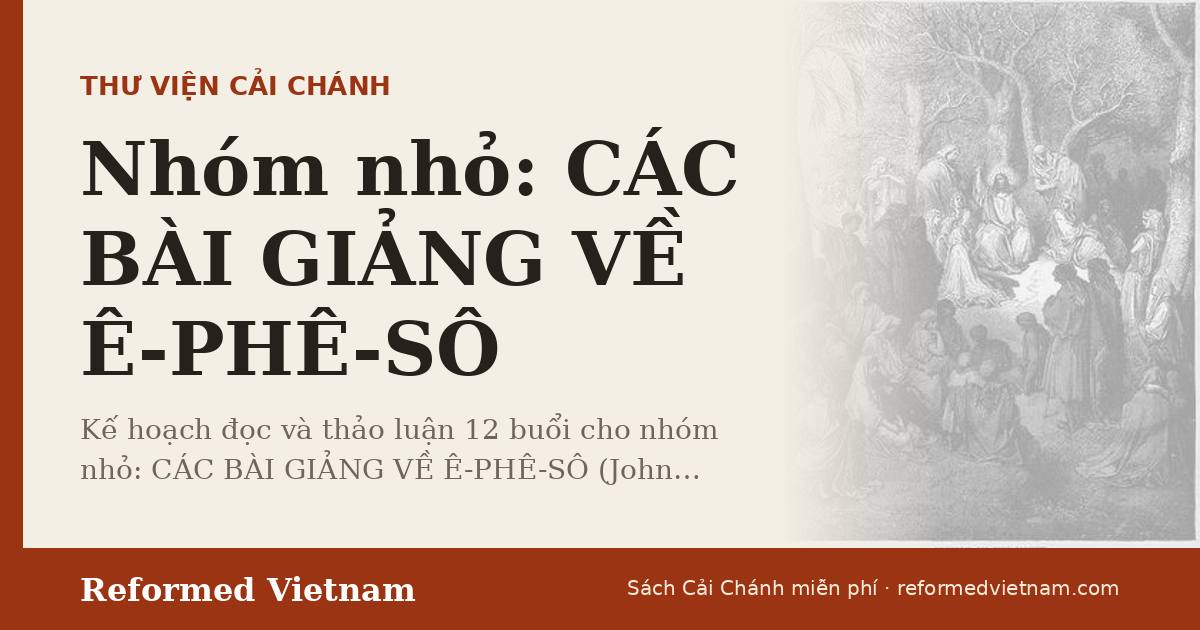 THƯ VIỆN CẢI CHÁNH
Nhóm nhỏ: CÁC
BÀI GIẢNG VỀ
Ê-PHÊ-SÔ
Kế hoạch đọc và thảo luận 12 buổi cho nhóm
nhỏ: CÁC BÀI GIẢNG VỀ Ê-PHÊ-SÔ (John...
Reformed Vietnam
Sách Cải Chánh miễn phí · reformedvietnam.com